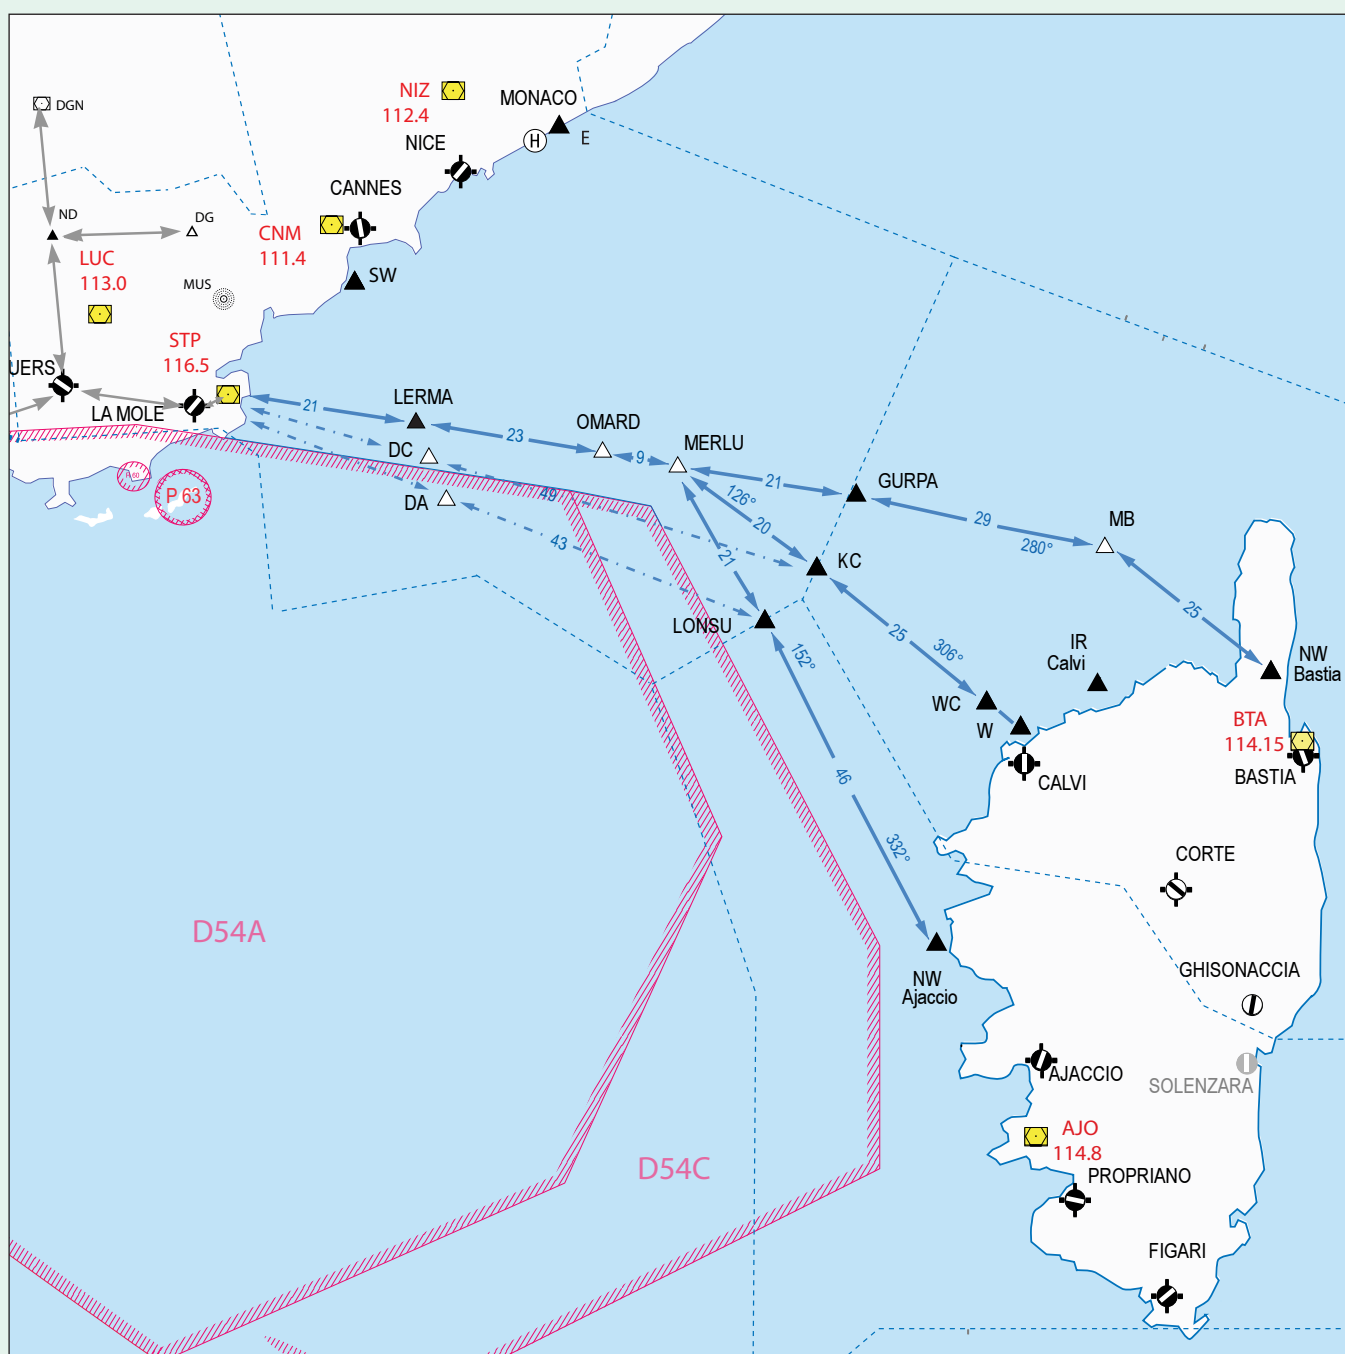 NIZ
112.4
MONACO
H
E
DGN
NICE
CANNES
ND
DG
CNM
111.4
LUC
113.0
SW
MUS
STP
116.5
UERS
LA MOLE
21
LERMA
23
OMARD
9
MERLU
21
GURPA
29
280°
MB
DC
DA
49
43
126°
20
21
KC
P 63
LONSU
152°
25
306°
25
IR
Calvi
NW
Bastia
WC
W
BTA
114.15
BASTIA
CALVI
46
332°
CORTE
D54A
NW
Ajaccio
GHISONACCIA
AJACCIO
SOLENZARA
AJO
114.8
D54C
PROPRIANO
FIGARI